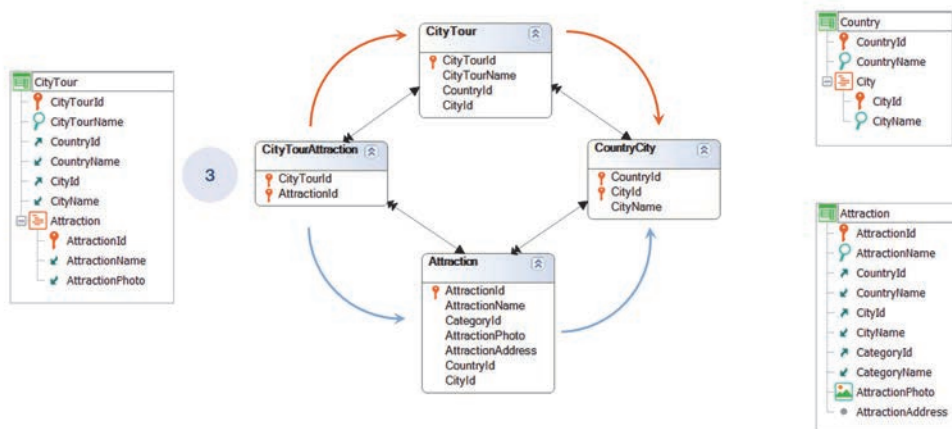 CityTour
CityTourId
CityTourName
CountryId
CountryName
CityId
CityName
Attraction
AttractionId
AttractionName
AttractionPhoto
3
CityTour
CityTourId
CityTourName
CountryId
CityId
CityTourAttraction
CityTourId
AttractionId
CountryCity
CountryId
CityId
CityName
Attraction
AttractionId
AttractionName
CategoryId
AttractionPhoto
AttractionAddress
CountryId
CityId
Country
CountryId
CountryName
City
CityId
CityName
Attraction
AttractionId
AttractionName
CountryId
CountryName
CityId
CityName
CategoryId
CategoryName
AttractionPhoto
AttractionAddress